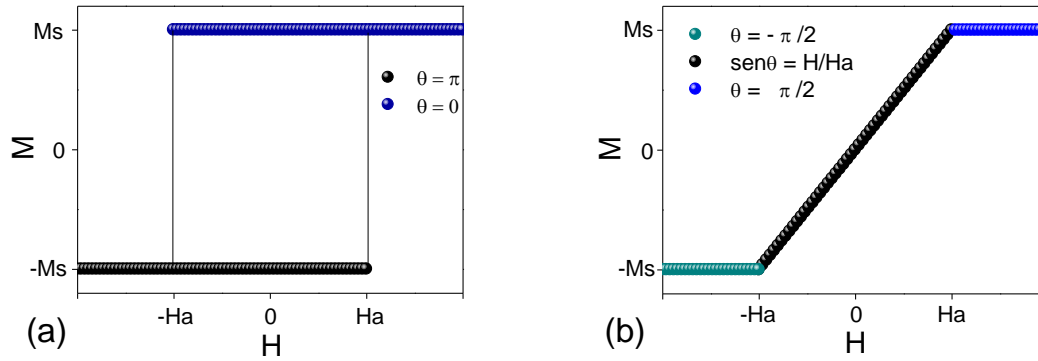 Ms
M
0
-Ms
θ = π
θ = 0
-Ha
0
Ha
(a)
H
Ms
M
0
-Ms
θ = - π /2
senθ = H/Ha
θ = π /2
-Ha
0
Ha
(b)
H